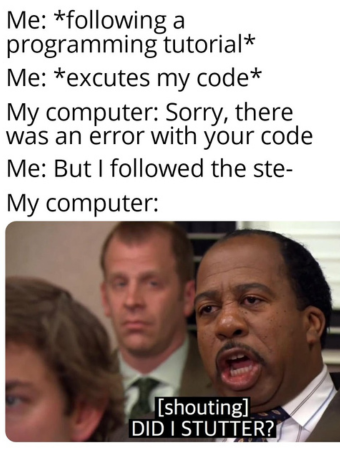 Me: *following a
programming tutorial*
Me: *excutes my code*
My computer: Sorry, there
was an error with your code
Me: But I followed the ste-
My computer:
[shouting]
DID I STUTTER?